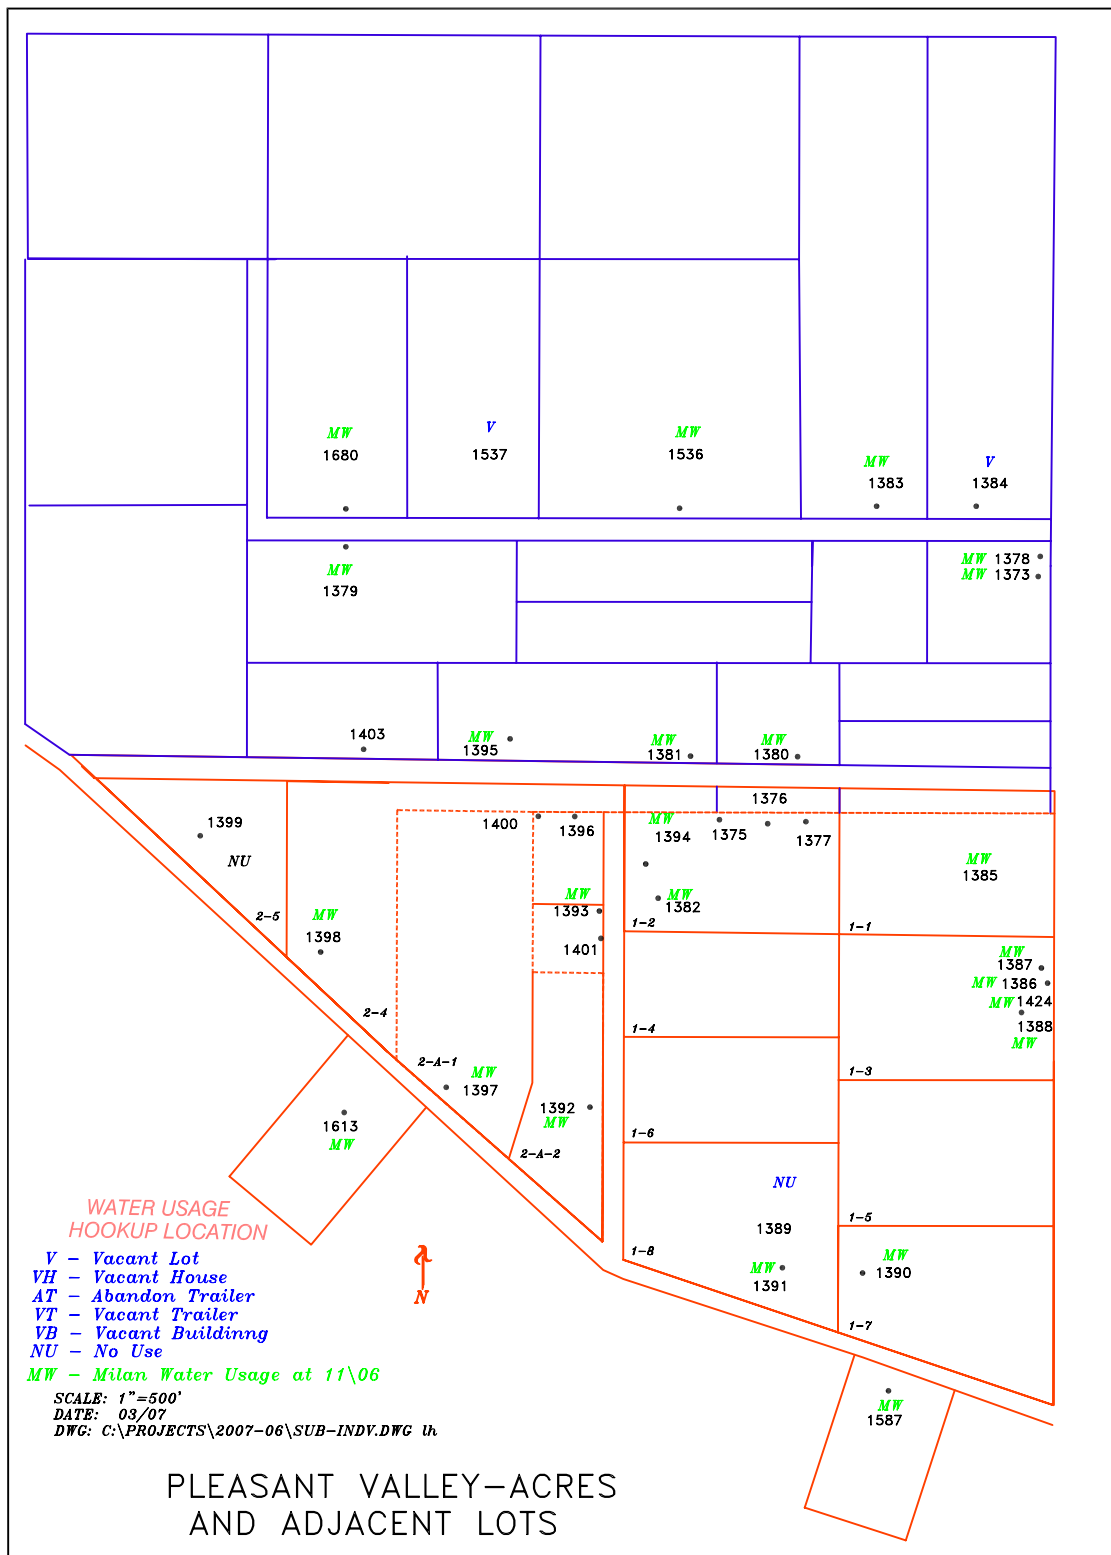 MW
1680
V
1537
MW
1536
MW
1383
V
1384
MW 1378
MW 1373
MW
1379
1403
MW
1395
MW
1381
MW
1380
1376
1399
NU
1400
1396
MW
1394
1375
1377
MW
1385
2-5
MW
1398
MW
1393
1401
MW
1382
1-2
1-1
MW
1387
MW 1386
MW 1424
1388
MW
2-4
1-4
2-A-1
MW
1397
1-3
1392
MW
2-A-2
1613
MW
1-6
NU
1389
1-5
1-8
MW
1391
MW
1390
1-7
MW
1587
WATER USAGE
HOOKUP LOCATION
V - Vacant Lot
VH - Vacant House
AT - Abandon Trailer
VT - Vacant Trailer
VB - Vacant Buildinng
NU - No Use
MW - Milan Water Usage at 11\06
N
SCALE: 1"=500'
DATE: 03/07
DWG: C:\PROJECTS\2007-06\SUB-INDV.DWG lh
PLEASANT VALLEY-ACRES
AND ADJACENT LOTS